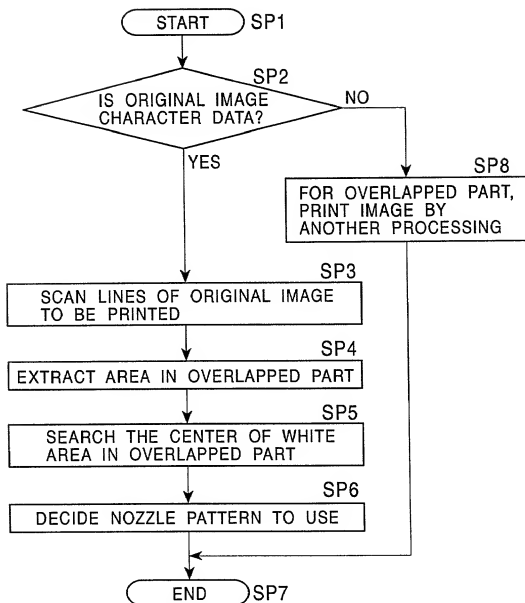 START SP1
SP2
IS ORIGINAL IMAGE
CHARACTER DATA?
NO
YES
SP8
FOR OVERLAPPED PART,
PRINT IMAGE BY
ANOTHER PROCESSING
SP3
SCAN LINES OF ORIGINAL IMAGE
TO BE PRINTED
SP4
EXTRACT AREA IN OVERLAPPED PART
SP5
SEARCH THE CENTER OF WHITE
AREA IN OVERLAPPED PART
SP6
DECIDE NOZZLE PATTERN TO USE
END SP7